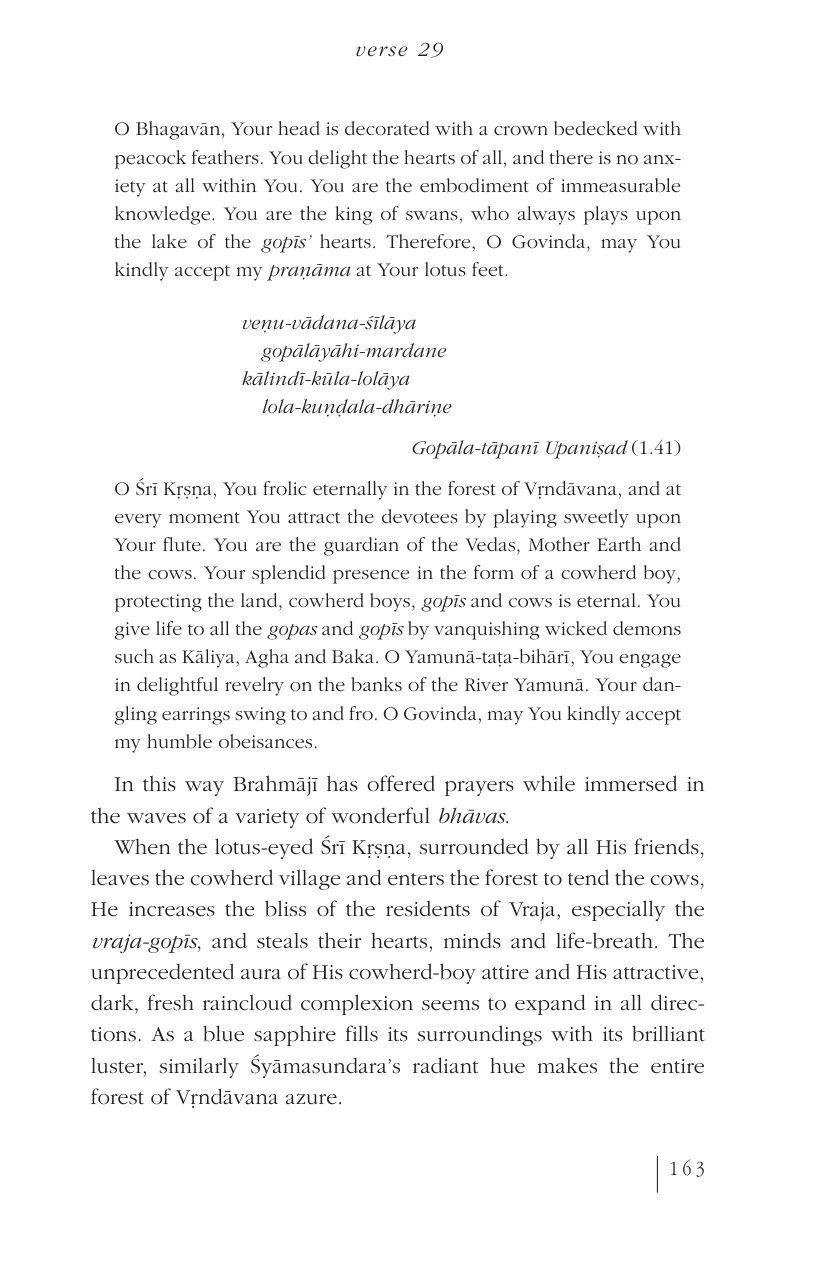 verse 29
O Bhagavān, Your head is decorated with a crown bedecked with
peacock feathers. You delight the hearts of all, and there is no anx-
iety at all within You. You are the embodiment of immeasurable
knowledge. You are the king of swans, who always plays upon
the lake of the gopīs’ hearts. Therefore, O Govinda, may You
kindly accept my praṇāma at Your lotus feet.
veṇu-vādana-śīlāya
gopālāyāhi-mardane
kālindī-kūla-lolāya
lola-kuṇḍala-dhāriṇe
Gopāla-tāpanī Upaniṣad (1.41)
O Śrī Kṛṣṇa, You frolic eternally in the forest of Vṛndāvana, and at
every moment You attract the devotees by playing sweetly upon
Your flute. You are the guardian of the Vedas, Mother Earth and
the cows. Your splendid presence in the form of a cowherd boy,
protecting the land, cowherd boys, gopīs and cows is eternal. You
give life to all the gopas and gopīs by vanquishing wicked demons
such as Kāliya, Agha and Baka. O Yamunā-taṭa-bihārī, You engage
in delightful revelry on the banks of the River Yamunā. Your dan-
gling earrings swing to and fro. O Govinda, may You kindly accept
my humble obeisances.
In this way Brahmājī has offered prayers while immersed in
the waves of a variety of wonderful bhāvas.
When the lotus-eyed Śrī Kṛṣṇa, surrounded by all His friends,
leaves the cowherd village and enters the forest to tend the cows,
He increases the bliss of the residents of Vraja, especially the
vraja-gopīs, and steals their hearts, minds and life-breath. The
unprecedented aura of His cowherd-boy attire and His attractive,
dark, fresh raincloud complexion seems to expand in all direc-
tions. As a blue sapphire fills its surroundings with its brilliant
luster, similarly Śyāmasundara’s radiant hue makes the entire
forest of Vṛndāvana azure.
163